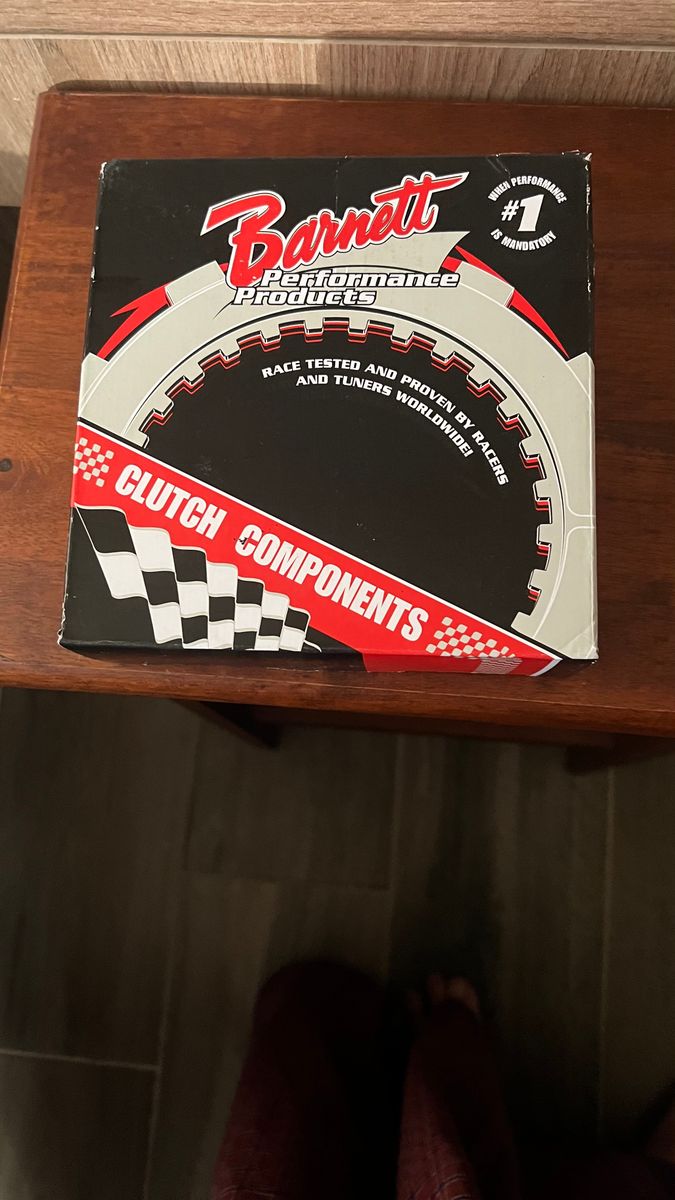 Barnett
Performance
Products
WHEN PERFORMANCE
#1
IS MANDATORY
RACE TESTED AND PROVEN BY RACERS
AND TUNERS WORLDWIDE!
CLUTCH COMPONENTS